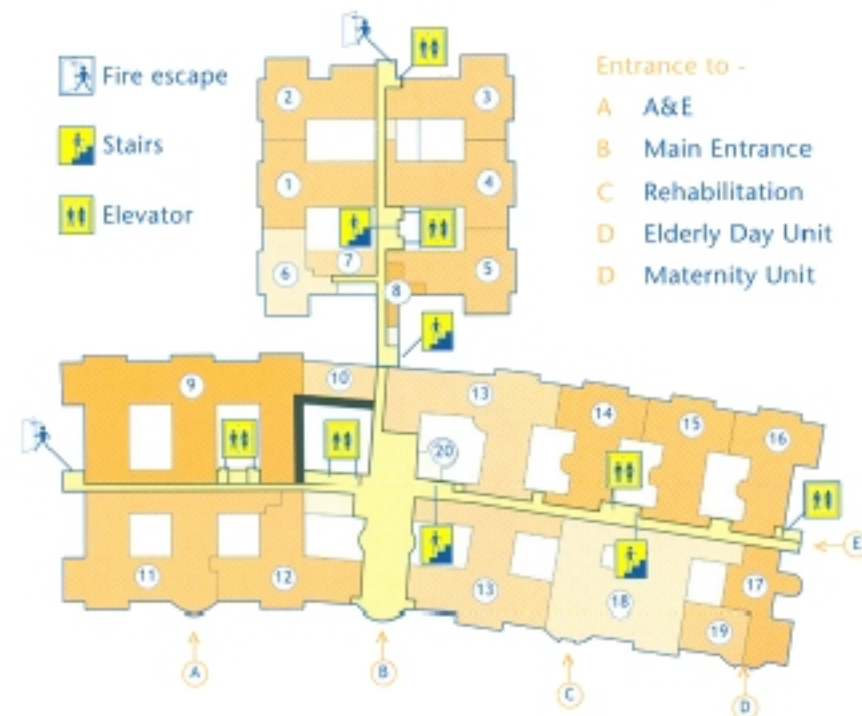 Fire escape
Stairs
Elevator
Entrance to -
A A&E
B Main Entrance
C Rehabilitation
D Elderly Day Unit
D Maternity Unit
2
3
1
4
7
6
5
8
9
10
13
14
15
16
20
E
11
12
13
18
17
19
A
B
C
D